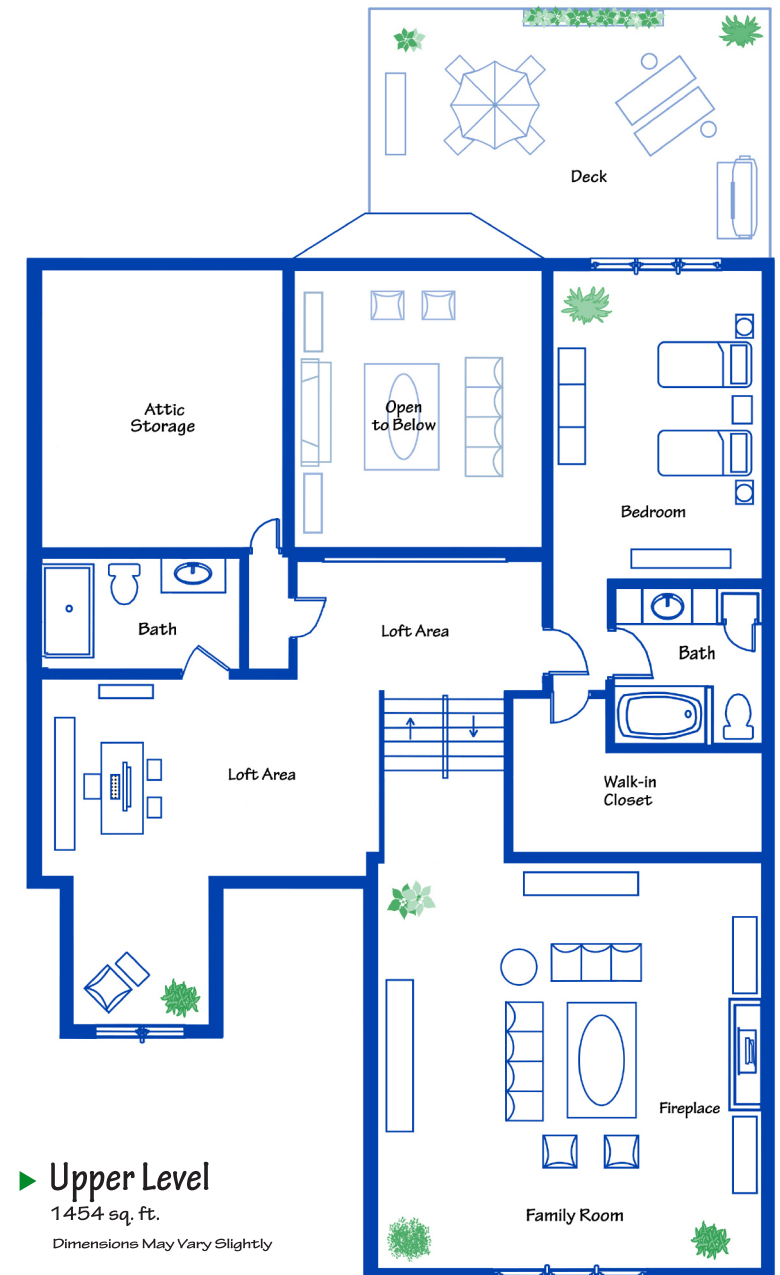 Deck
Attic
Storage
Open
to Below
Bedroom
Bath
Loft Area
Bath
Loft Area
Walk-in
Closet
Fireplace
Family Room
Upper Level
1454 sq. ft.
Dimensions May Vary Slightly